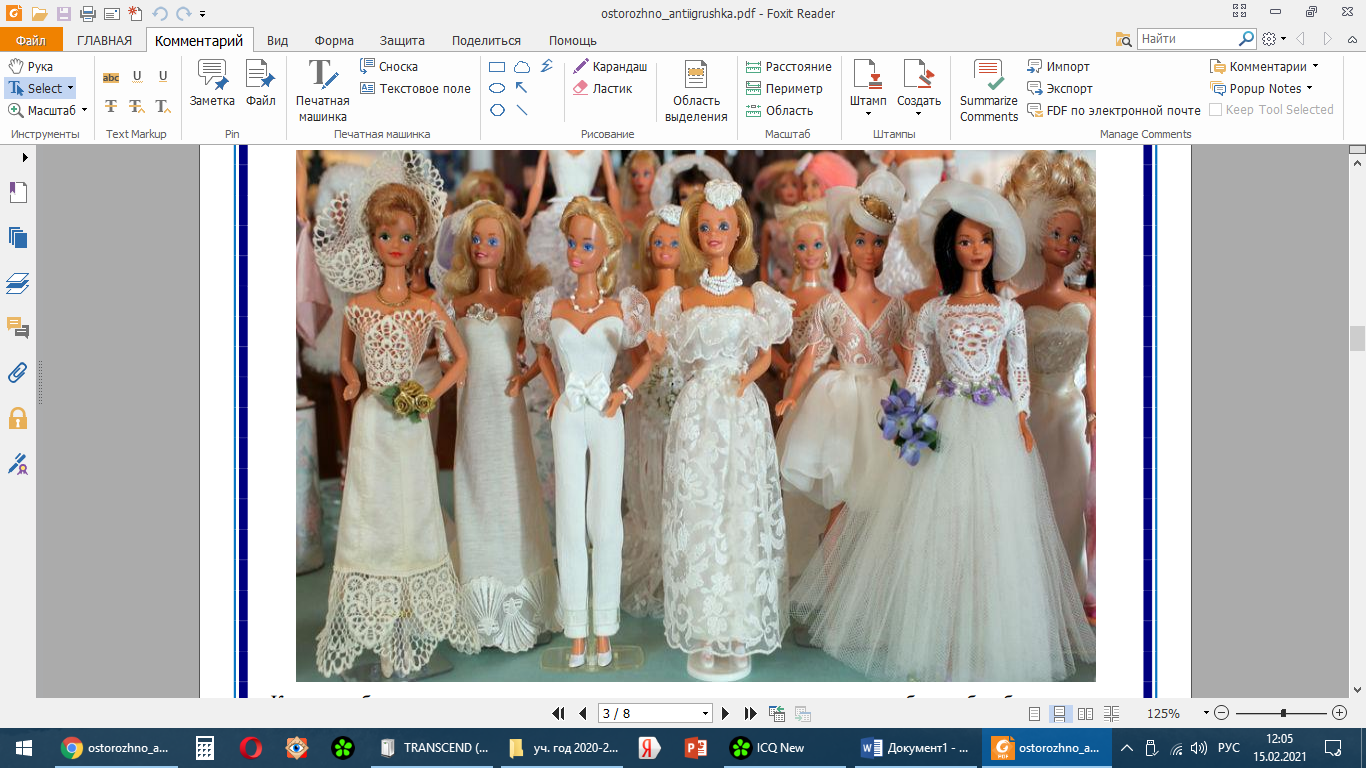 ostorozhno_antiigrushka.pdf - Foxit Reader
Файл ГЛАВНАЯ Комментарий Вид Форма Защита Поделиться Помощь Найти
Рука
Select
Масштаб
Инструменты
abc U U
T T T
Text Markup
Заметка Файл
Pin
Печатная машинка
Сноска
Текстовое поле
Печатная машинка
Карандаш
Ластик
Область выделения
Рисование
Расстояние
Периметр
Область
Масштаб
Штамп Создать
Штампы
Summarize Comments
Импорт
Экспорт
FDF по электронной почте
Комментарии
Popup Notes
Keep Tool Selected
Manage Comments
3 / 8
125%
ostorozhno_a...
TRANSCEND (...
уч. год 2020-2...
Я
ICQ New
Документ1 - ...
ostorozhno_a...
РУС
12:05
15.02.2021